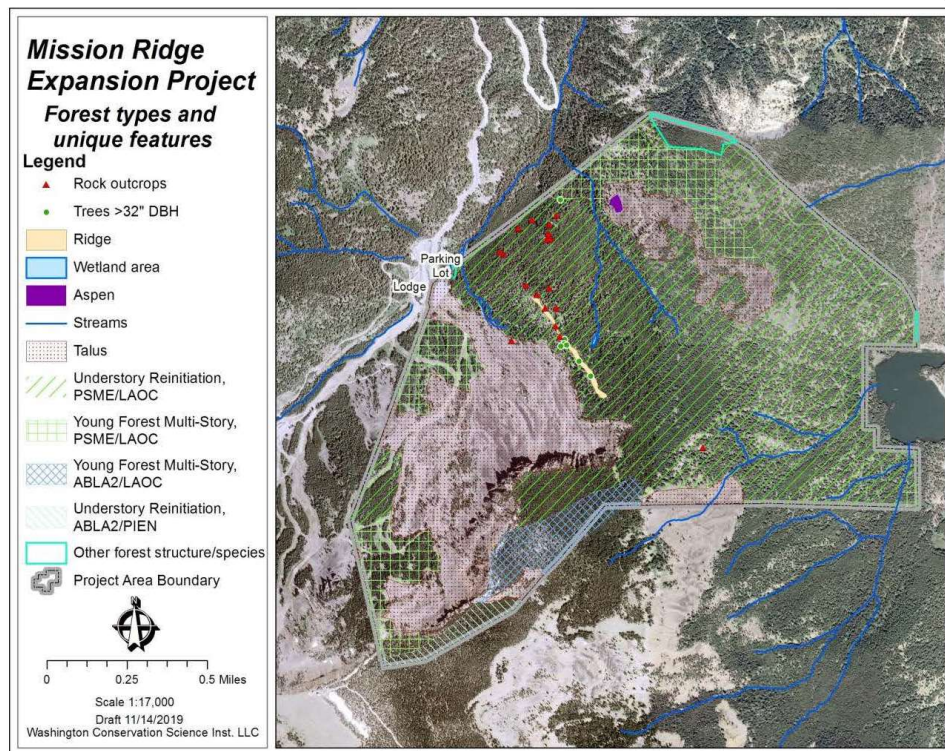 Mission Ridge
Expansion Project
Forest types and
unique features
Legend
Rock outcrops
Trees >32" DBH
Ridge
Wetland area
Aspen
Streams
Talus
Understory Reinitiation,
PSME/LAOC
Young Forest Multi-Story,
PSME/LAOC
Young Forest Multi-Story,
ABLA2/LAOC
Understory Reinitiation,
ABLA2/PIEN
Other forest structure/species
Project Area Boundary
0 0.25 0.5 Miles
Scale 1:17,000
Draft 11/14/2019
Washington Conservation Science Inst. LLC
Parking
Lot
Lodge